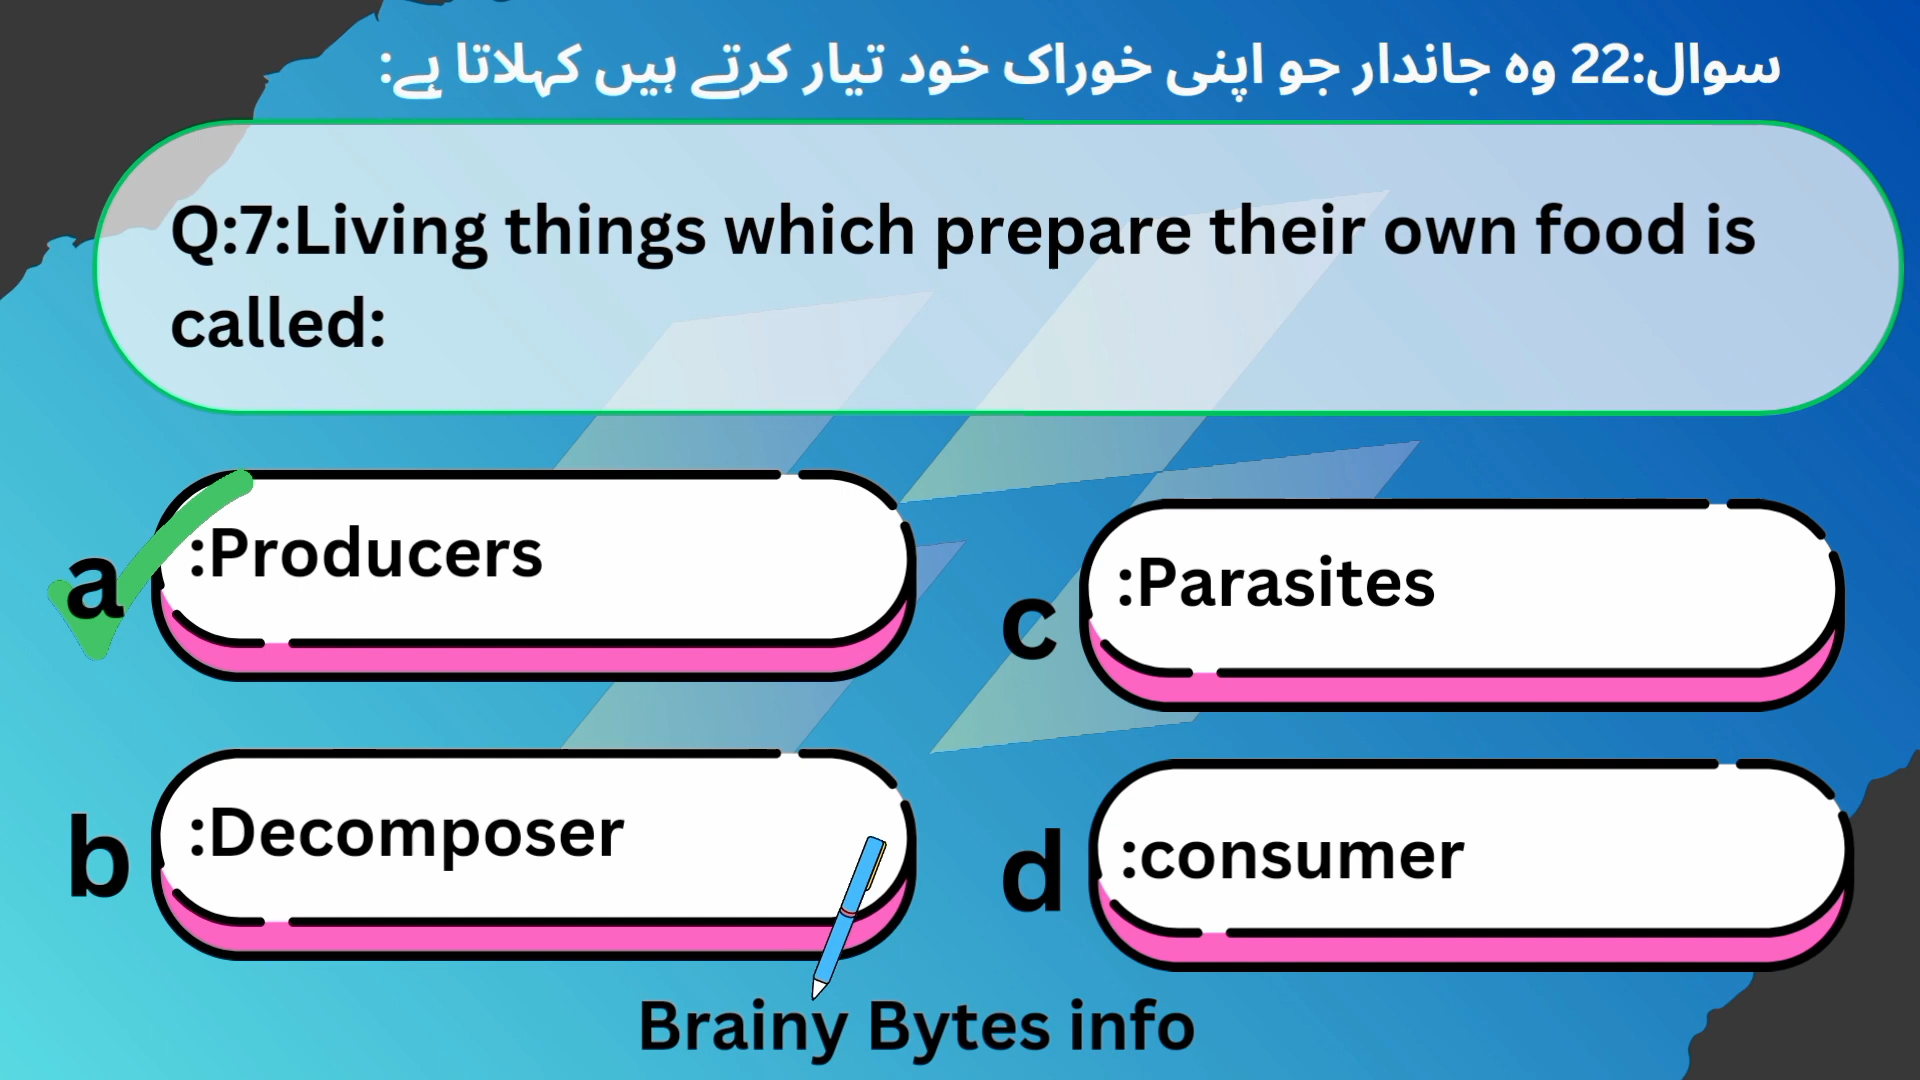 سوال:22 وہ جاندار جو اپنی خوراک خود تیار کرتے ہیں کہلاتا ہے:
Q:7:Living things which prepare their own food is
called:
a :Producers
c :Parasites
b :Decomposer
d :consumer
Brainy Bytes info